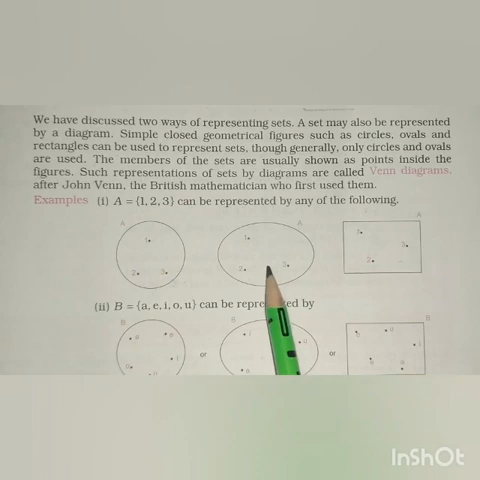 We have discussed two ways of representing sets. A set may also be represented
by a diagram. Simple closed geometrical figures such as circles, ovals and
rectangles can be used to represent sets, though generally, only circles and ovals
are used. The members of the sets are usually shown as points inside the
figures. Such representations of sets by diagrams are called Venn diagrams,
after John Venn, the British mathematician who first used them.
Examples (i) A = {1, 2, 3} can be represented by any of the following.
A A A
1 1
2 3 2 3
(ii) B = {a, e, i, o, u} can be by
B B B
or or
InShOt